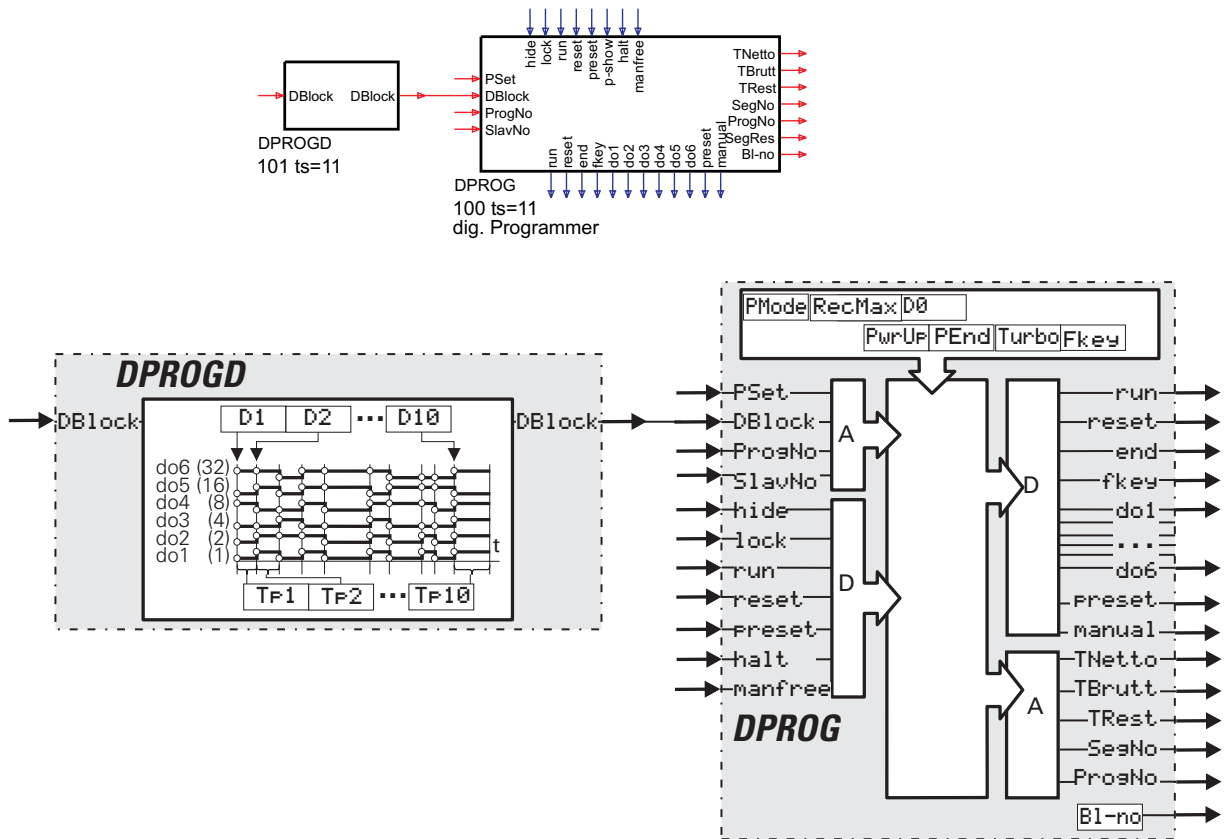 hide
lock
run
reset
preset
p-show
halt
manfree
PSet
DBlock
ProgNo
SlavNo
TNetto
TBrutt
TRest
SegNo
ProgNo
SegRes
Bl-no
run
reset
end
fkey
do1
do2
do3
do4
do5
do6
preset
manual
DBlock DBlock
DPROGD
101 ts=11
DPROG
100 ts=11
dig. Programmer
PMode RecMax D0
PwrUp PEnd Turbo Fkey
DPROGD
DBlock
D1 D2 ... D10
do6 (32)
do5 (16)
do4 (8)
do3 (4)
do2 (2)
do1 (1)
t
Tp1 Tp2 ... Tp10
DBlock
PSet
DBlock
ProgNo
SlavNo
A
hide
lock
run
reset
preset
halt
manfree
D
DPROG
D
run
reset
end
fkey
do1
...
do6
preset
manual
A
TNetto
TBrutt
TRest
SegNo
ProgNo
Bl-no